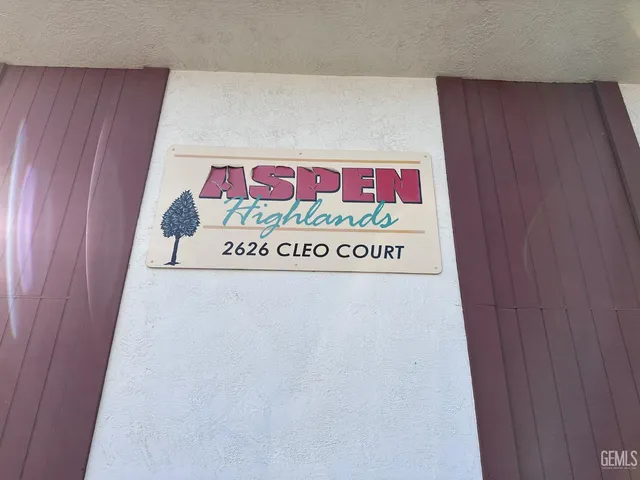 ASPEN
Highlands
2626 CLEO COURT
GEMLS